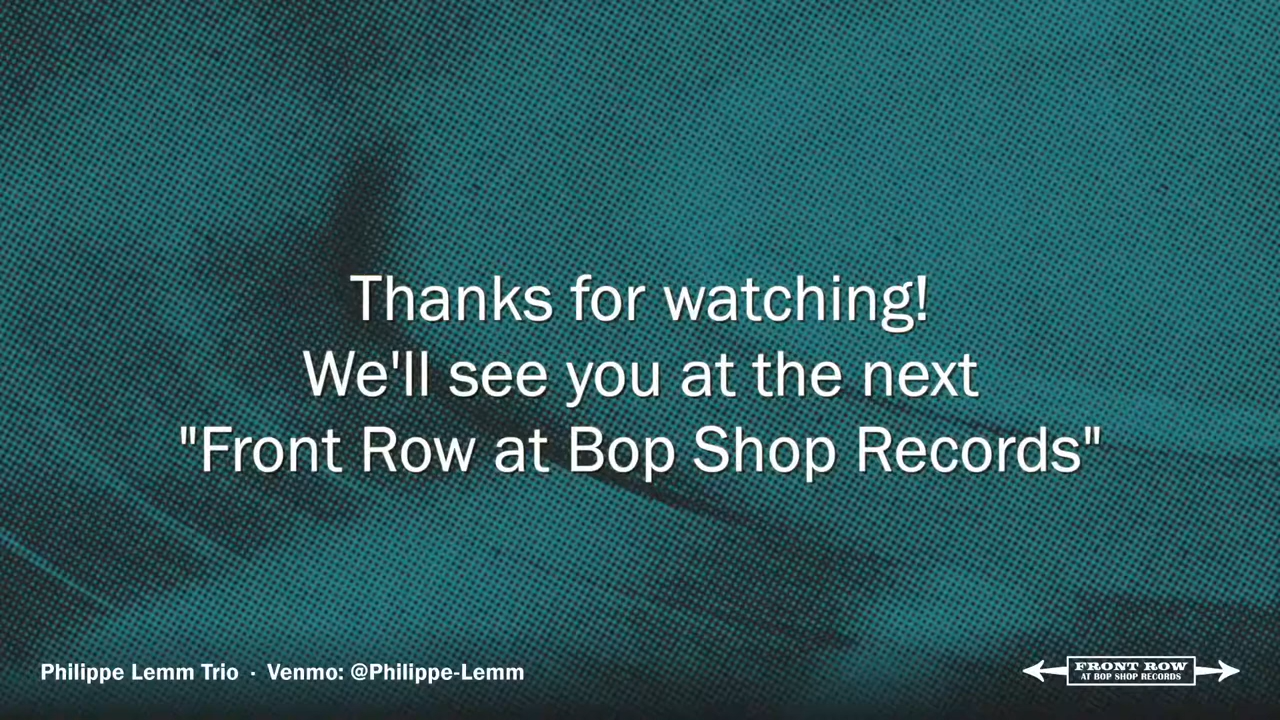 Thanks for watching!
We'll see you at the next
"Front Row at Bop Shop Records"
Philippe Lemm Trio · Venmo: @Philippe-Lemm
FRONT ROW
AT BOP SHOP RECORDS